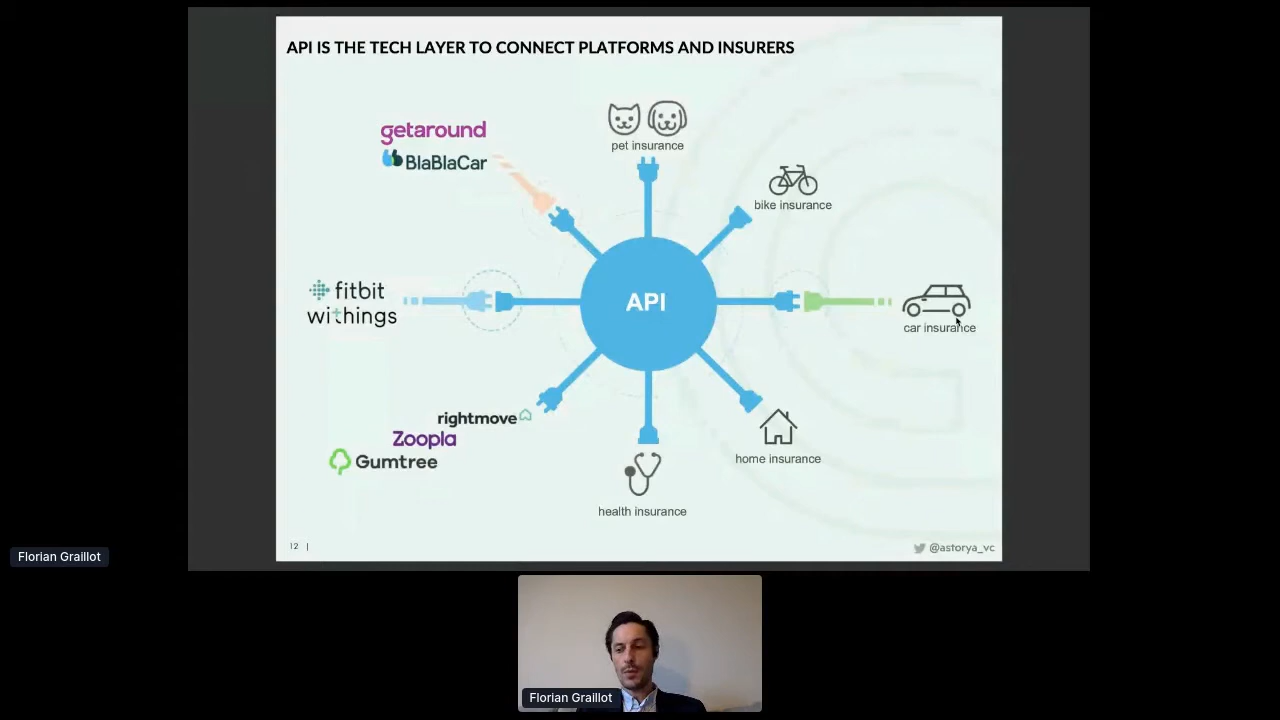 API IS THE TECH LAYER TO CONNECT PLATFORMS AND INSURERS
getaround
BlaBlaCar
pet insurance
bike insurance
fitbit
withings
API
car insurance
rightmove
Zoopla
Gumtree
home insurance
health insurance
12 |
@astorya_vc
Florian Graillot
Florian Graillot